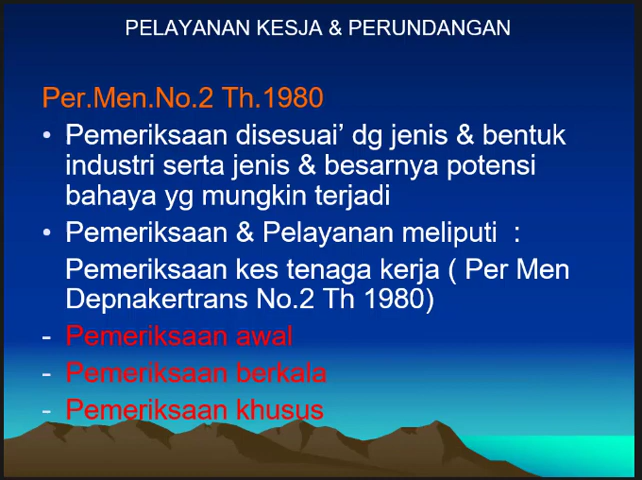 PELAYANAN KESJA & PERUNDANGAN
Per.Men.No.2 Th.1980
• Pemeriksaan disesuai’ dg jenis & bentuk
industri serta jenis & besarnya potensi
bahaya yg mungkin terjadi
• Pemeriksaan & Pelayanan meliputi :
Pemeriksaan kes tenaga kerja ( Per Men
Depnakertrans No.2 Th 1980)
- Pemeriksaan awal
- Pemeriksaan berkala
- Pemeriksaan khusus